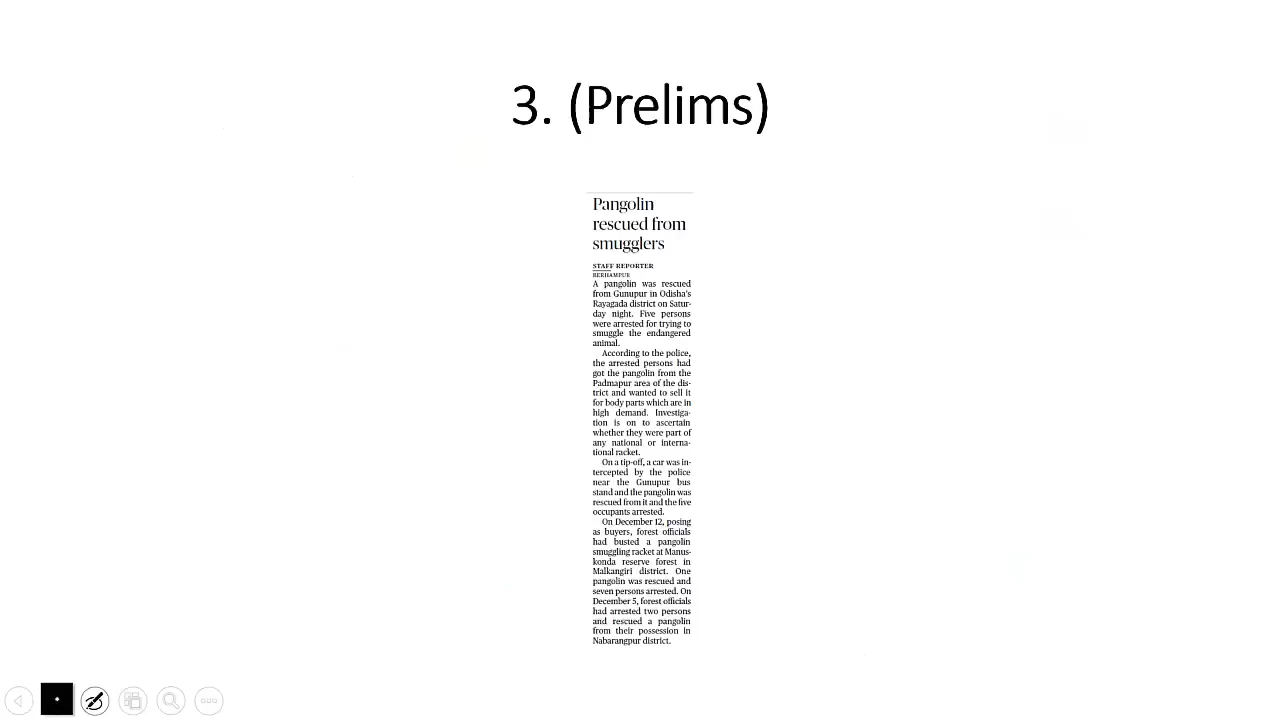 3. (Prelims)
Pangolin
rescued from
smugglers
STAFF REPORTER
BERHAMPUR
A pangolin was rescued
from Gunupur in Odisha's
Rayagada district on Satur-
day night. Five persons
were arrested for trying to
smuggle the endangered
animal.
According to the police,
the arrested persons had
got the pangolin from the
Padmapur area of the dis-
trict and wanted to sell it
for body parts which are in
high demand. Investiga-
tion is on to ascertain
whether they were part of
any national or interna-
tional racket.
On a tip-off, a car was in-
tercepted by the police
near the Gunupur bus
stand and the pangolin was
rescued from it and the five
occupants arrested.
On December 12, posing
as buyers, forest officials
had busted a pangolin
smuggling racket at Manus-
konda reserve forest in
Malkangiri district. One
pangolin was rescued and
seven persons arrested. On
December 5, forest officials
had arrested two persons
and rescued a pangolin
from their possession in
Nabarangpur district.